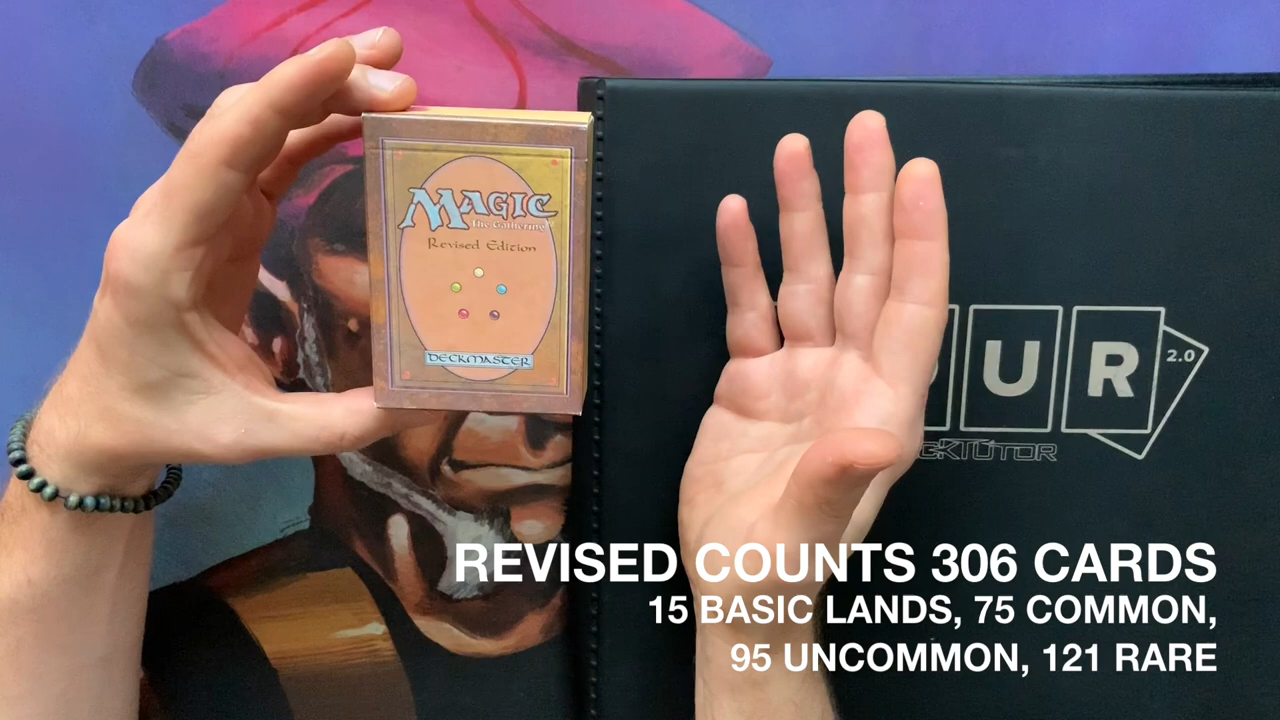 MAGIC
The Gathering
Revised Edition
DECKMASTER
U R 2.0
REVISED COUNTS 306 CARDS
15 BASIC LANDS, 75 COMMON,
95 UNCOMMON, 121 RARE